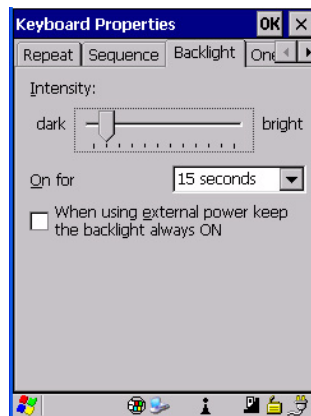 Keyboard Properties OK ×
Repeat Sequence Backlight One
Intensity:
dark bright
On for 15 seconds
When using external power keep
the backlight always ON